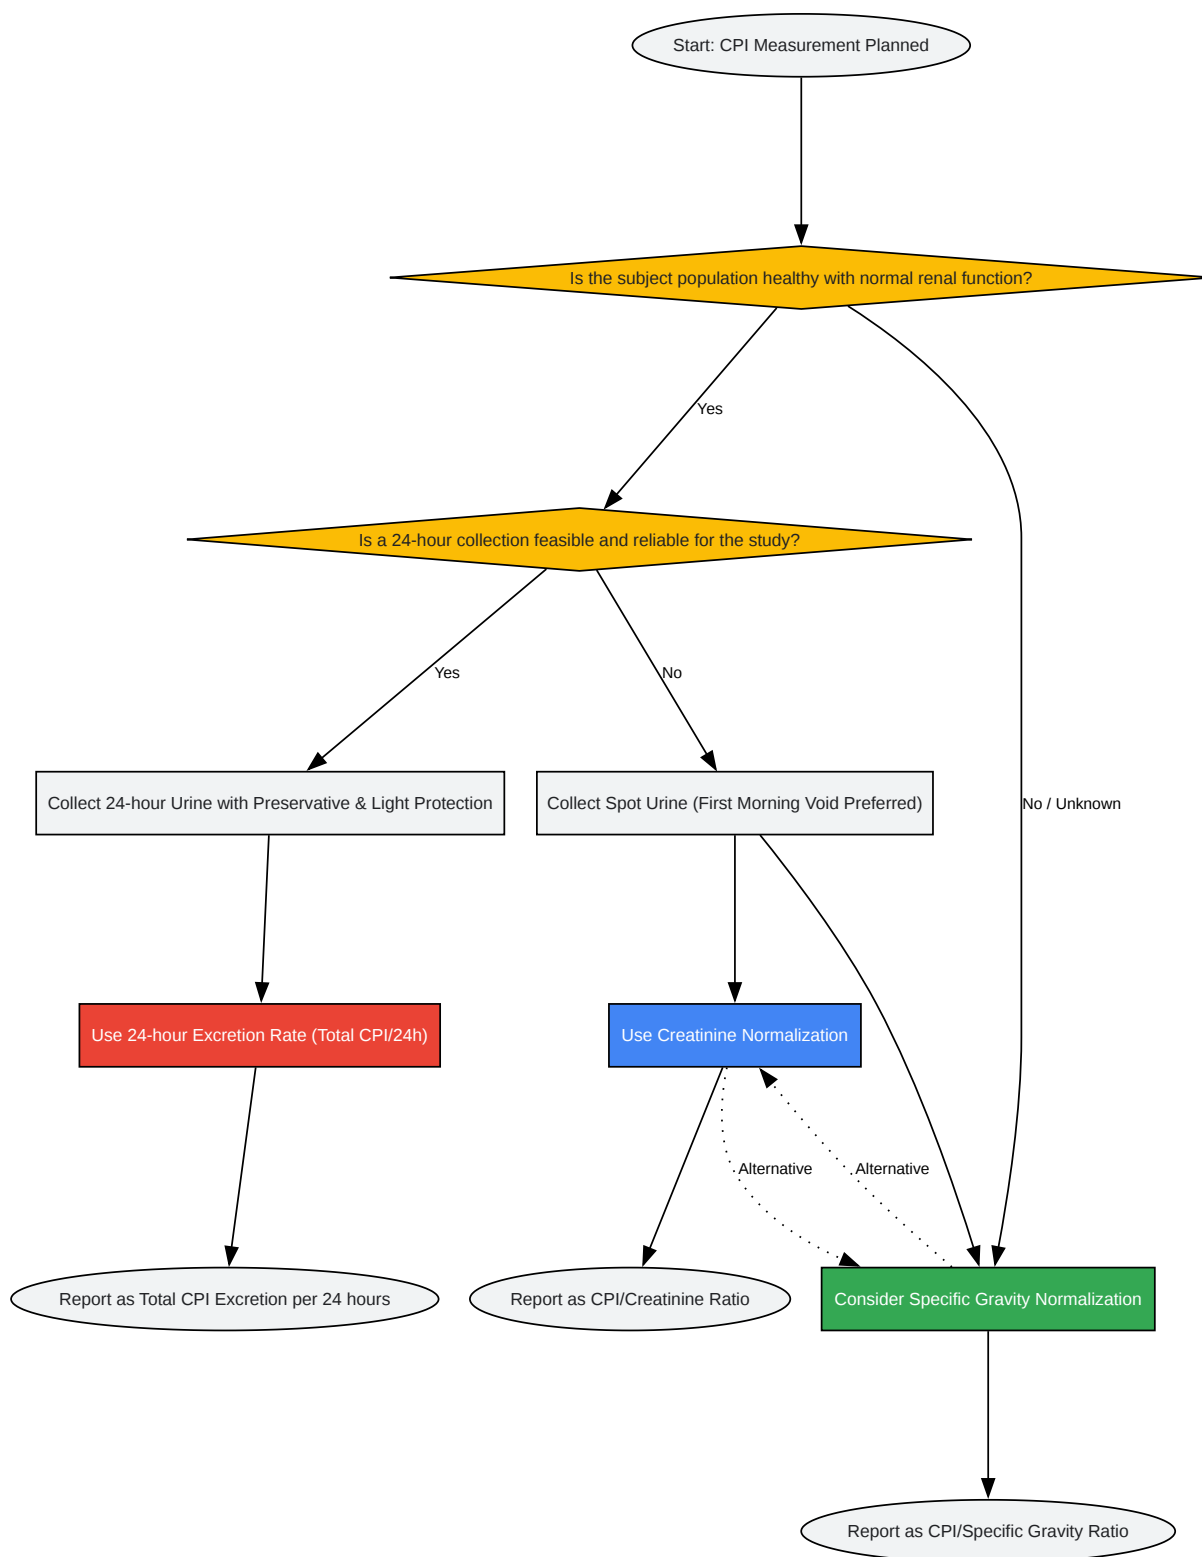 Start: CPI Measurement Planned
Is the subject population healthy with normal renal function?
Yes
Is a 24-hour collection feasible and reliable for the study?
Yes
No
Collect 24-hour Urine with Preservative & Light Protection
Collect Spot Urine (First Morning Void Preferred)
No / Unknown
Use 24-hour Excretion Rate (Total CPI/24h)
Use Creatinine Normalization
Alternative
Alternative
Report as Total CPI Excretion per 24 hours
Report as CPI/Creatinine Ratio
Consider Specific Gravity Normalization
Report as CPI/Specific Gravity Ratio